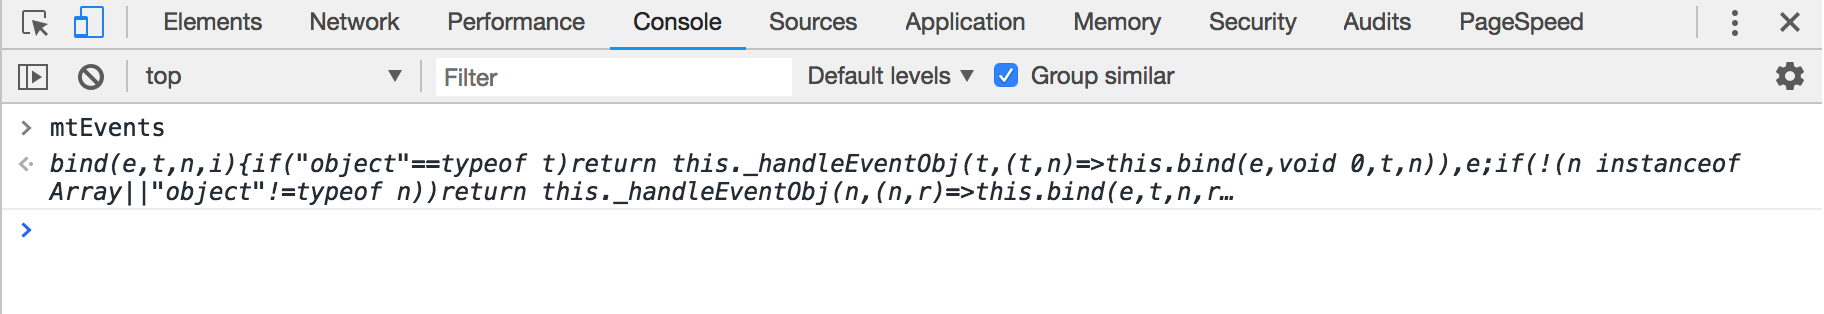 Elements Network Performance Console Sources Application Memory Security Audits PageSpeed
top Filter Default levels Group similar
mtEvents
bind(e,t,n,i){if("object"==typeof t)return this._handleEventObj(t,(t,n)=>this.bind(e,void 0,t,n)),e;if(!(n instanceof
Array||"object"!=typeof n))return this._handleEventObj(n,(n,r)=>this.bind(e,t,n,r…